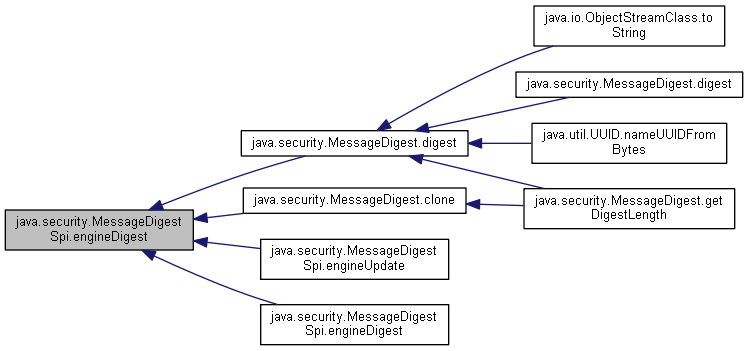 java.io.ObjectStreamClass.to
String
java.security.MessageDigest.digest
java.security.MessageDigest.digest
java.util.UUID.nameUUIDFrom
Bytes
java.security.MessageDigest.clone
java.security.MessageDigest.get
DigestLength
java.security.MessageDigest
Spi.engineDigest
java.security.MessageDigest
Spi.engineUpdate
java.security.MessageDigest
Spi.engineDigest